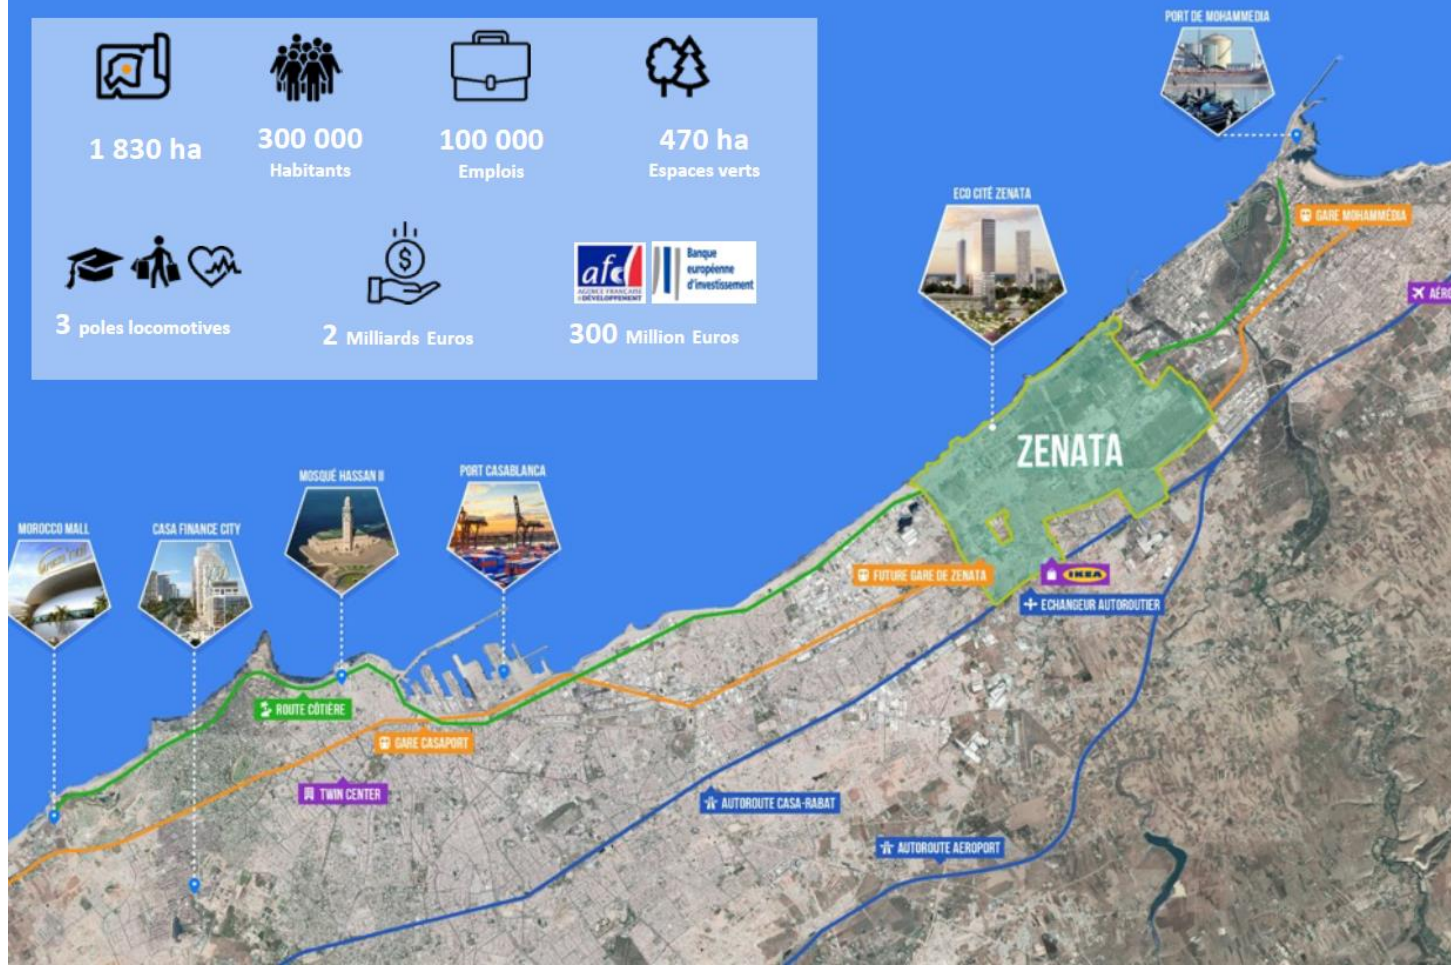 1 830 ha
300 000
Habitants
100 000
Emplois
470 ha
Espaces verts
3 poles locomotives
2 Milliards Euros
afd
AGENCE FRANÇAISE
DE DÉVELOPPEMENT
Banque
européenne
d'investissement
300 Million Euros
PORT DE MOHAMMEDIA
ECO CITÉ ZENATA
GARE MOHAMMÉDIA
AÉRO
ZENATA
MOSQUÉ HASSAN II
PORT CASABLANCA
MOROCCO MALL
CASA FINANCE CITY
FUTURE GARE DE ZENATA
IKEA
ECHANGEUR AUTOROUTIER
ROUTE CÔTIÈRE
GARE CASAPORT
TWIN CENTER
AUTOROUTE CASA-RABAT
AUTOROUTE AEROPORT